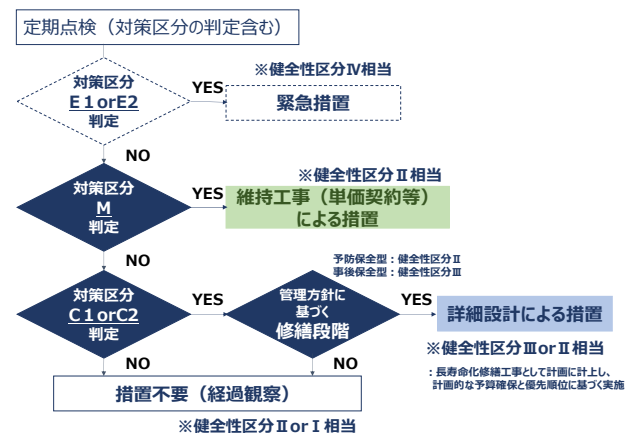 定期点検（対策区分の判定含む）
対策区分
E1orE2
判定
YES
※健全性区分Ⅳ相当
緊急措置
NO
対策区分
M
判定
YES
※健全性区分Ⅱ相当
維持工事（単価契約等）
による措置
NO
対策区分
C1orC2
判定
YES
予防保全型：健全性区分Ⅱ
事後保全型：健全性区分Ⅲ
管理方針に
基づく
修繕段階
YES
詳細設計による措置
※健全性区分ⅢorⅡ相当
：長寿命化修繕工事として計画に計上し、
計画的な予算確保と優先順位に基づく実施
NO
NO
措置不要（経過観察）
※健全性区分ⅡorⅠ相当